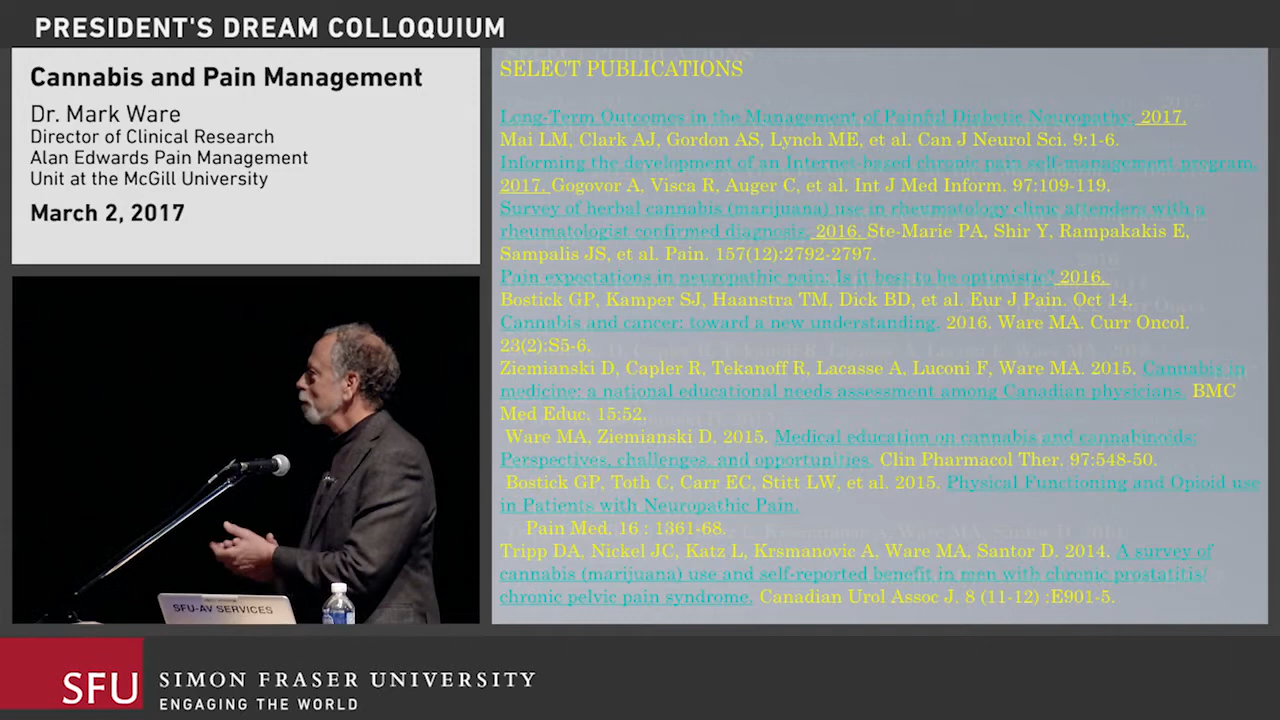 PRESIDENT'S DREAM COLLOQUIUM
Cannabis and Pain Management
Dr. Mark Ware
Director of Clinical Research
Alan Edwards Pain Management
Unit at the McGill University
March 2, 2017
SELECT PUBLICATIONS
Long-Term Outcomes in the Management of Painful Diabetic Neuropathy. 2017.
Mai LM, Clark AJ, Gordon AS, Lynch ME, et al. Can J Neurol Sci. 9:1-6.
Informing the development of an Internet-based chronic pain self-management program.
2017. Gogovor A, Visca R, Auger C, et al. Int J Med Inform. 97:109-119.
Survey of herbal cannabis (marijuana) use in rheumatology clinic attenders with a
rheumatologist confirmed diagnosis. 2016. Ste-Marie PA, Shir Y, Rampakakis E,
Sampalis JS, et al. Pain. 157(12):2792-2797.
Pain expectations in neuropathic pain: Is it best to be optimistic? 2016.
Bostick GP, Kamper SJ, Haanstra TM, Dick BD, et al. Eur J Pain. Oct 14.
Cannabis and cancer: toward a new understanding. 2016. Ware MA. Curr Oncol.
23(2):S5-6.
Ziemianski D, Capler R, Tekanoff R, Lacasse A, Luconi F, Ware MA. 2015. Cannabis in
medicine: a national educational needs assessment among Canadian physicians. BMC
Med Educ. 15:52.
Ware MA, Ziemianski D. 2015. Medical education on cannabis and cannabinoids:
Perspectives, challenges, and opportunities. Clin Pharmacol Ther. 97:548-50.
Bostick GP, Toth C, Carr EC, Stitt LW, et al. 2015. Physical Functioning and Opioid use
in Patients with Neuropathic Pain.
Pain Med. 16.: 1361-68.
Tripp DA. Nickel JC, Katz L, Krsmanovic A, Ware MA, Santor D. 2014. A survey of
cannabis (marijuana) use and self-reported benefit in men with chronic prostatitis/
chronic pelvic pain syndrome. Canadian Urol Assoc J. 8 (11-12) :E901-5.
SFU-AV SERVICES
SFU SIMON FRASER UNIVERSITY
ENGAGING THE WORLD